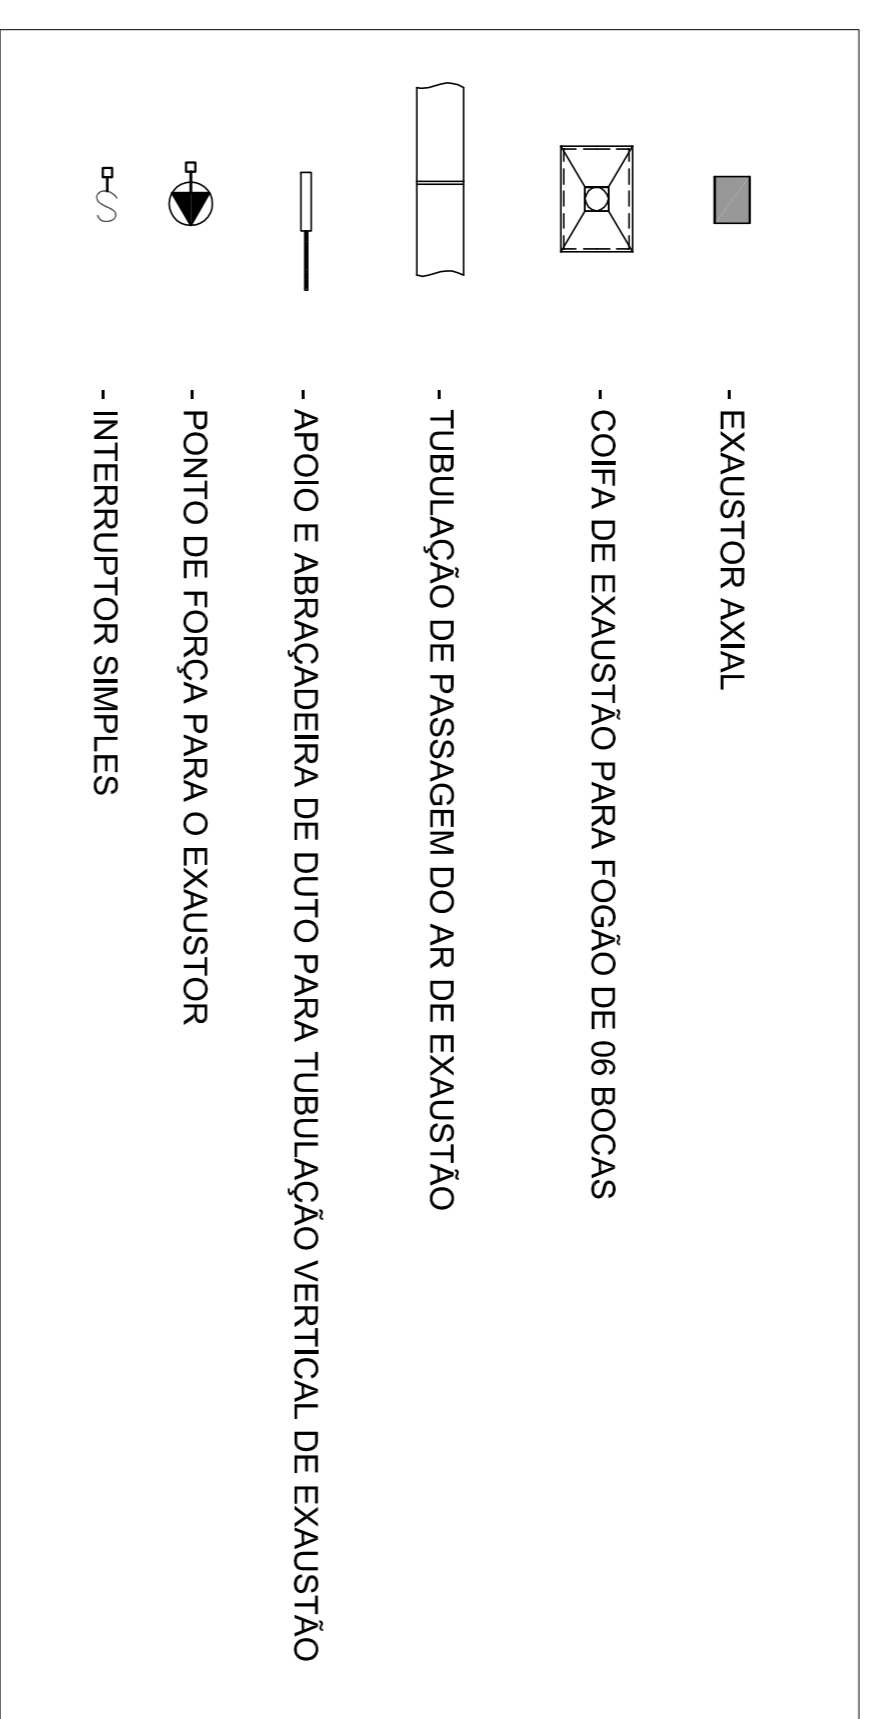 - EXAUSTOR AXIAL
- COIFA DE EXAUSTÃO PARA FOGÃO DE 06 BOCAS
- TUBULAÇÃO DE PASSAGEM DO AR DE EXAUSTÃO
- APOIO E ABRAÇADEIRA DE DUTO PARA TUBULAÇÃO VERTICAL DE EXAUSTÃO
- PONTO DE FORÇA PARA O EXAUSTOR
S - INTERRUPTOR SIMPLES